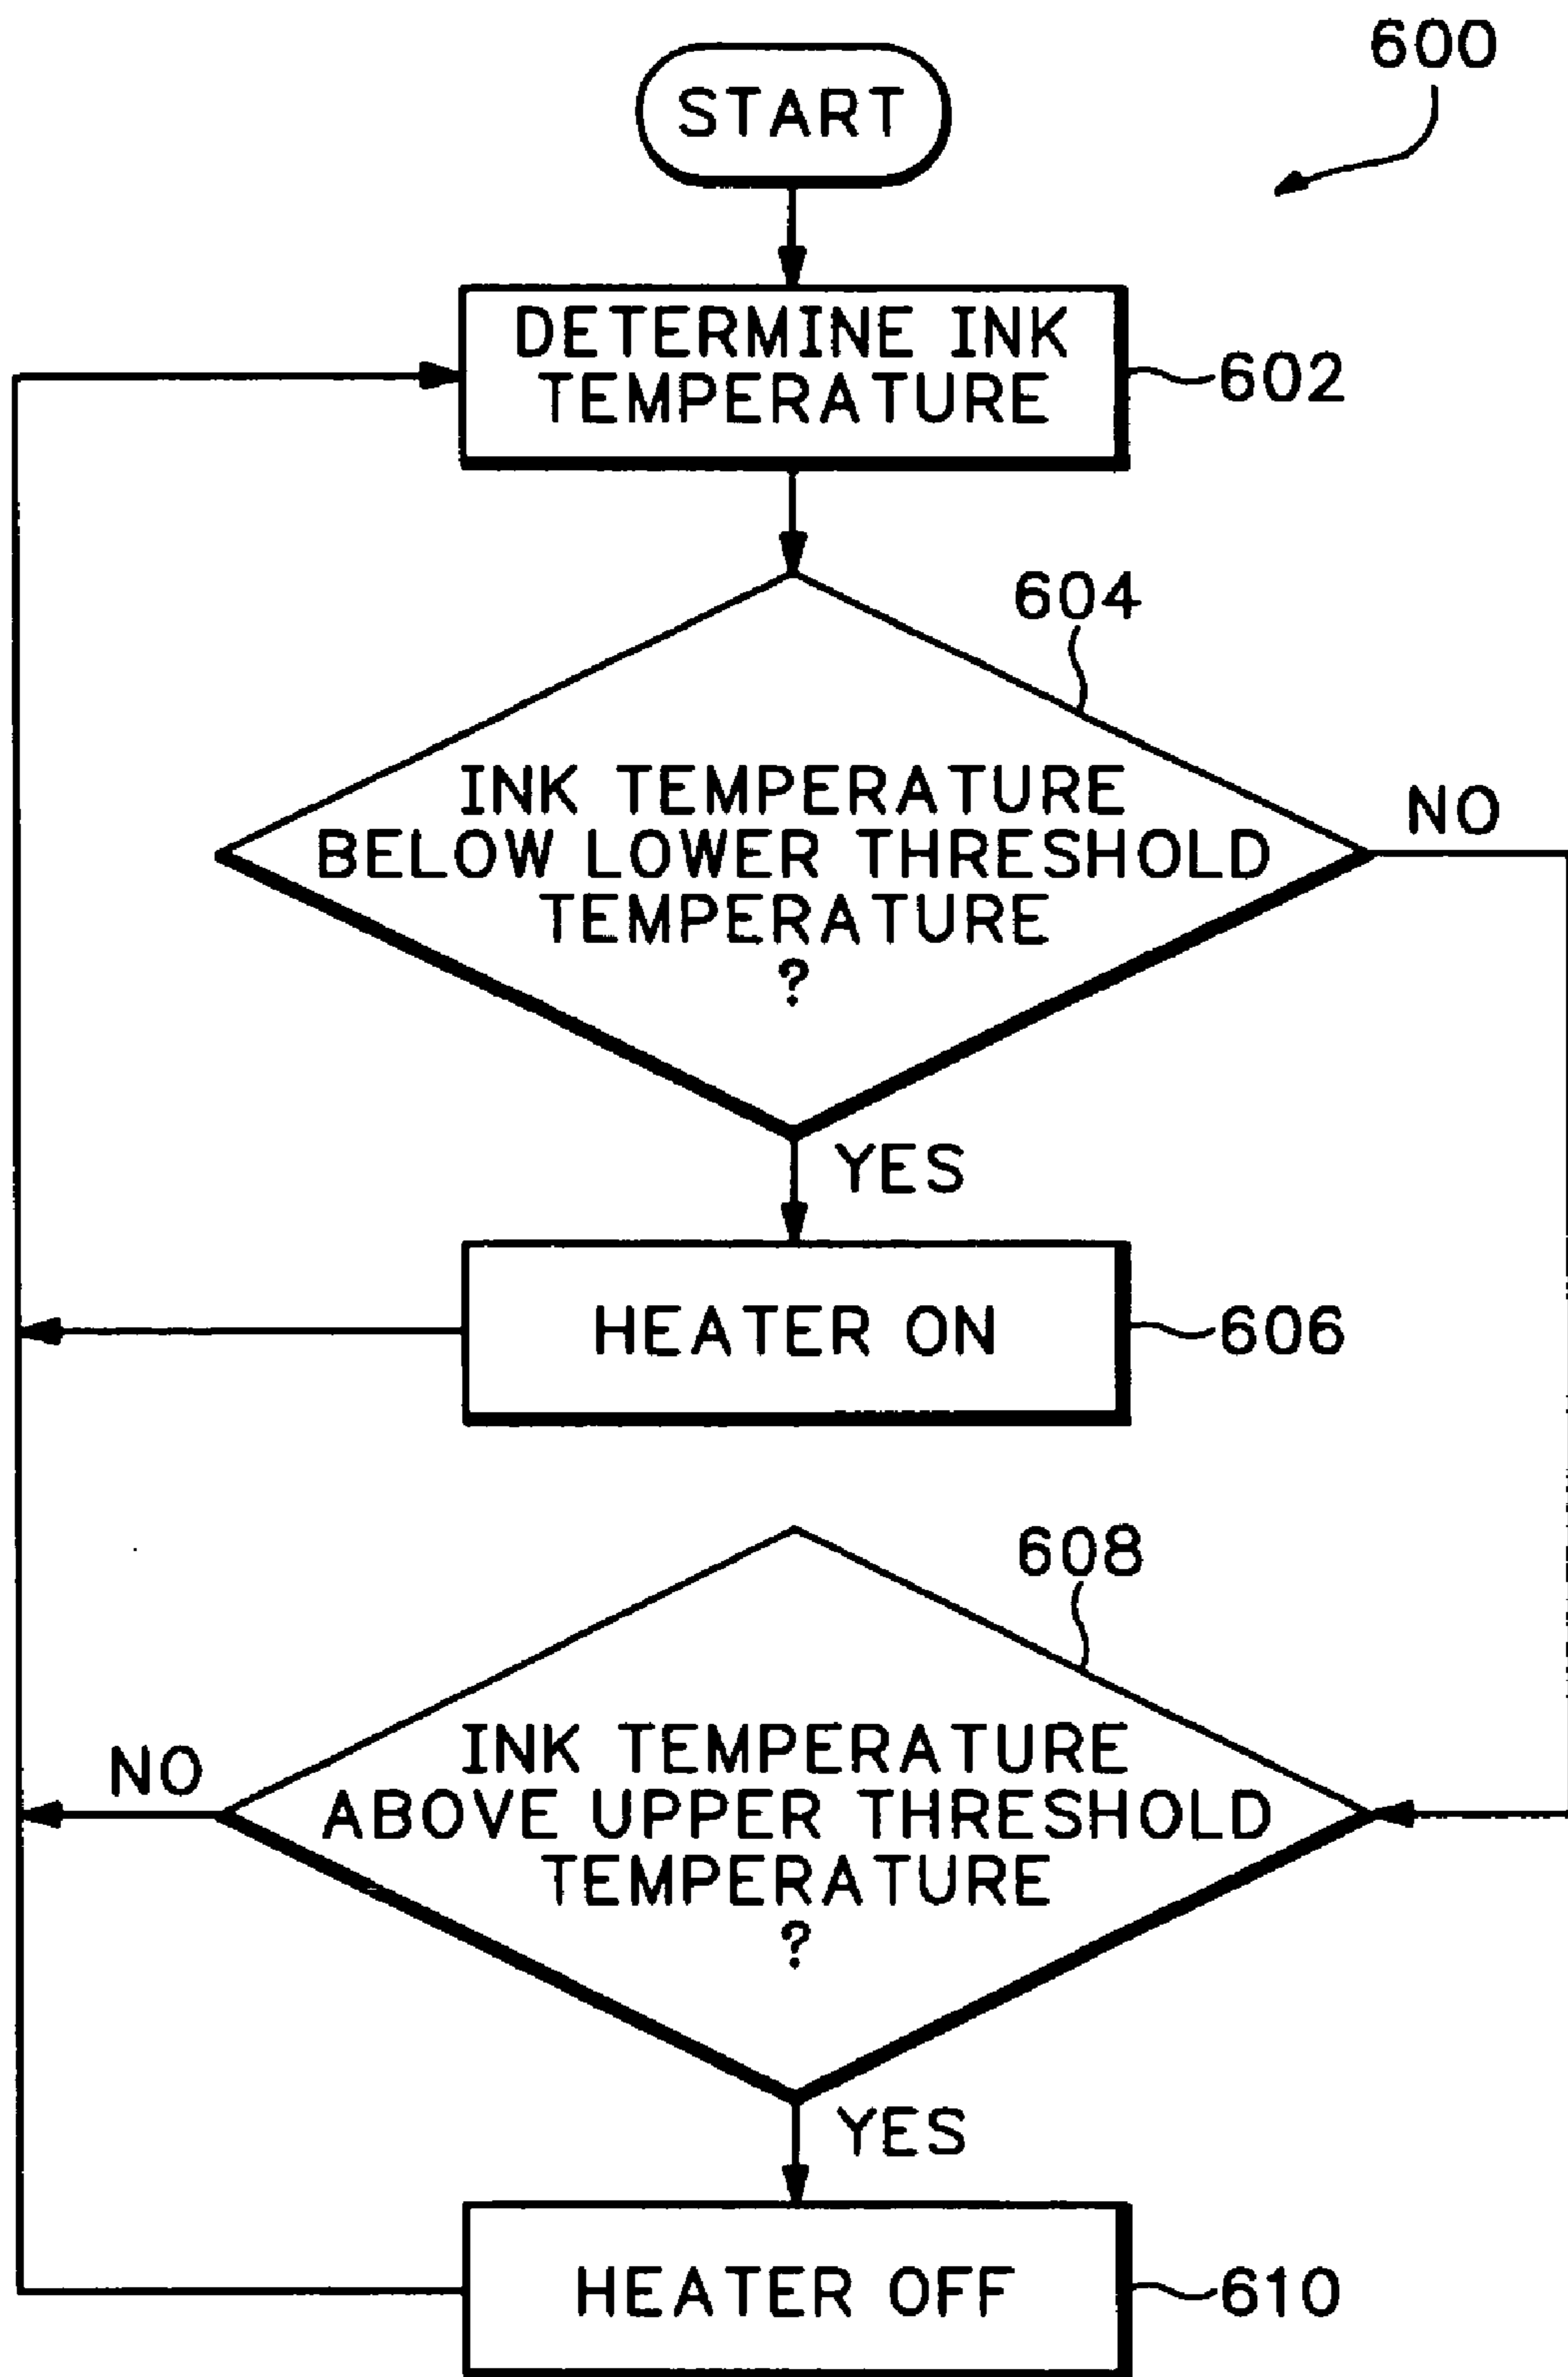 600
START
DETERMINE INK
TEMPERATURE
602
604
INK TEMPERATURE
BELOW LOWER THRESHOLD
TEMPERATURE
?
NO
YES
HEATER ON
606
608
INK TEMPERATURE
ABOVE UPPER THRESHOLD
TEMPERATURE
?
NO
YES
HEATER OFF
610